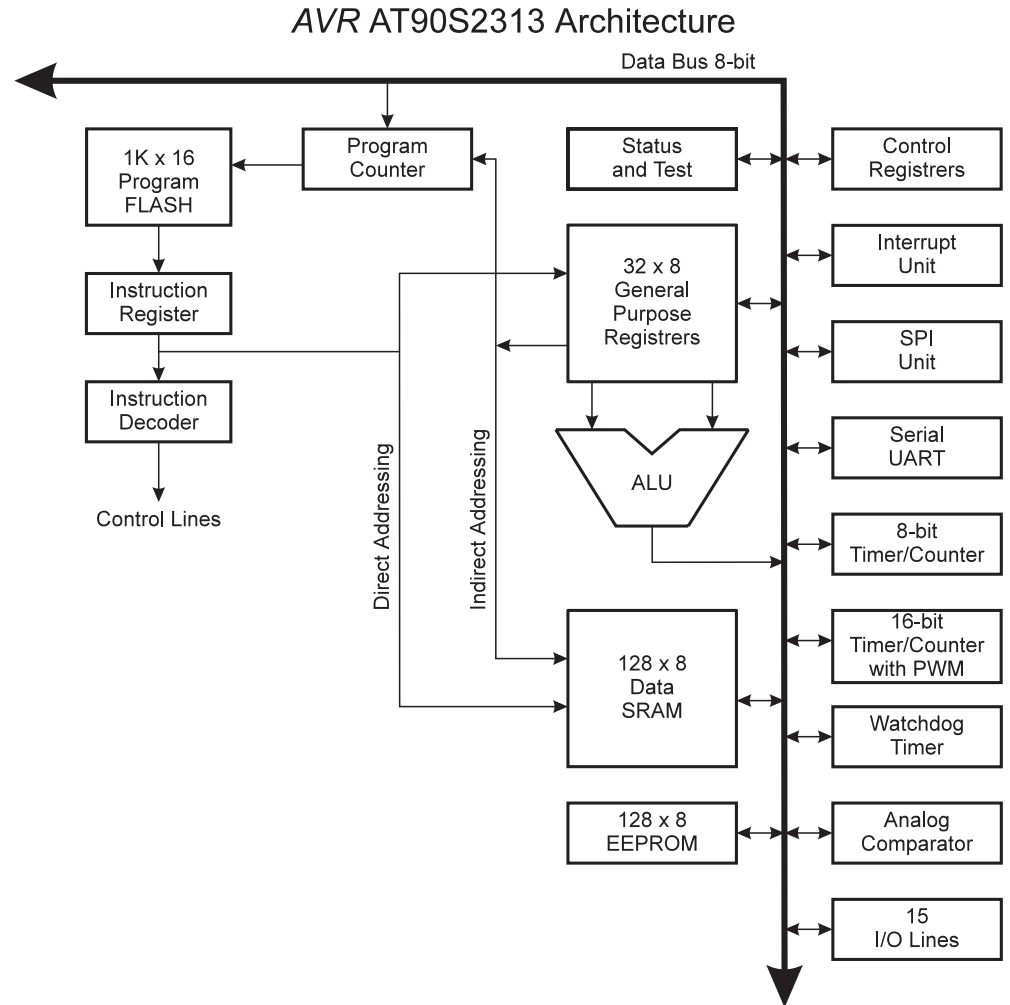 AVR AT90S2313 Architecture
Data Bus 8-bit
1K x 16
Program
FLASH
Program
Counter
Status
and Test
Control
Registrers
Instruction
Register
32 x 8
General
Purpose
Registrers
Interrupt
Unit
SPI
Unit
Instruction
Decoder
Control Lines
Direct Addressing
Indirect Addressing
ALU
Serial
UART
8-bit
Timer/Counter
128 x 8
Data
SRAM
16-bit
Timer/Counter
with PWM
Watchdog
Timer
128 x 8
EEPROM
Analog
Comparator
15
I/O Lines